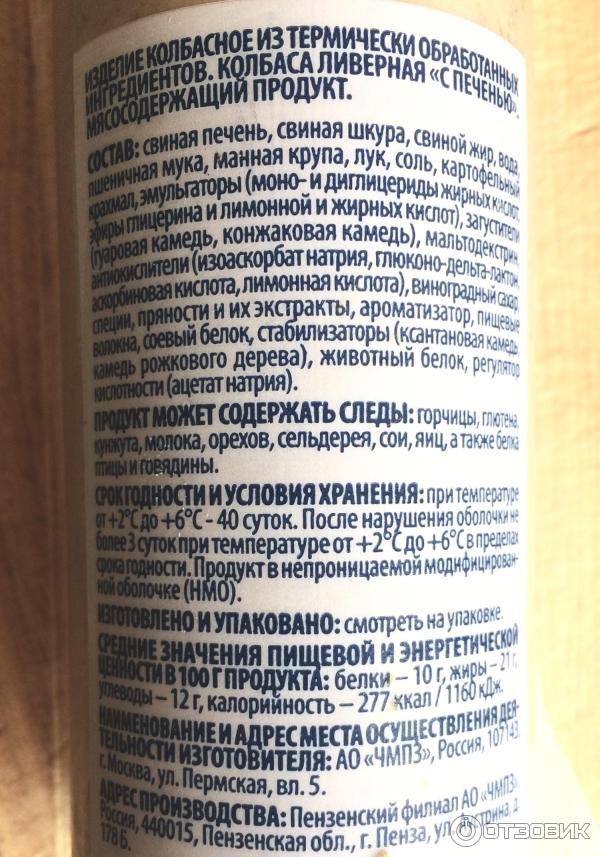 ИЗДЕЛИЕ КОЛБАСНОЕ ИЗ ТЕРМИЧЕСКИ ОБРАБОТАННЫХ
ИНГРЕДИЕНТОВ. КОЛБАСА ЛИВЕРНАЯ «С ПЕЧЕНЬЮ».
МЯСОСОДЕРЖАЩИЙ ПРОДУКТ.
СОСТАВ: свиная печень, свиная шкура, свиной жир, вода,
пшеничная мука, манная крупа, лук, соль, картофельный
крахмал, эмульгаторы (моно- и диглицериды жирных кислот,
эфиры глицерина и лимонной и жирных кислот), загустители
(гуаровая камедь, конжаковая камедь), мальтодекстрин,
антиокислители (изоаскорбат натрия, глюконо-дельта-лактон,
аскорбиновая кислота, лимонная кислота), виноградный сахар,
специи, пряности и их экстракты, ароматизатор, пищевые
волокна, соевый белок, стабилизаторы (ксантановая камедь,
камедь рожкового дерева), животный белок, регулятор
кислотности (ацетат натрия).
ПРОДУКТ МОЖЕТ СОДЕРЖАТЬ СЛЕДЫ: горчицы, глютена,
кунжута, молока, орехов, сельдерея, сои, яиц, а также белка
птицы и говядины.
СРОК ГОДНОСТИ И УСЛОВИЯ ХРАНЕНИЯ: при температуре
от +2°С до +6°С - 40 суток. После нарушения оболочки не
более 3 суток при температуре от +2°С до +6°С в пределах
срока годности. Продукт в непроницаемой модифицирован-
ной оболочке (НМО).
ИЗГОТОВЛЕНО И УПАКОВАНО: смотреть на упаковке.
СРЕДНИЕ ЗНАЧЕНИЯ ПИЩЕВОЙ И ЭНЕРГЕТИЧЕСКОЙ
ЦЕННОСТИ В 100 Г ПРОДУКТА: белки – 10 г, жиры – 21 г,
углеводы – 12 г, калорийность – 277 ккал / 1160 кДж.
НАИМЕНОВАНИЕ И АДРЕС МЕСТА ОСУЩЕСТВЛЕНИЯ ДЕЯ-
ТЕЛЬНОСТИ ИЗГОТОВИТЕЛЯ: АО «ЧМПЗ», Россия, 107143,
г. Москва, ул. Пермская, вл. 5.
АДРЕС ПРОИЗВОДСТВА: Пензенский филиал АО «ЧМПЗ»,
Россия, 440015, Пензенская обл., г. Пенза, д.
178 Б.
ОТЗОВИК